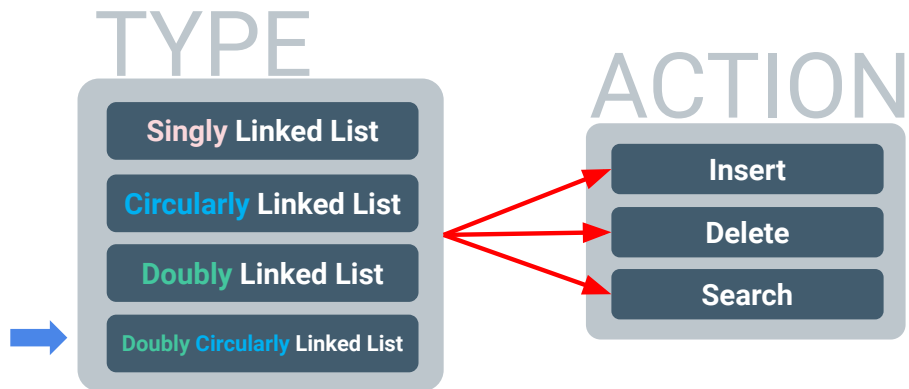 TYPE
Singly Linked List
Circularly Linked List
Doubly Linked List
Doubly Circularly Linked List
ACTION
Insert
Delete
Search